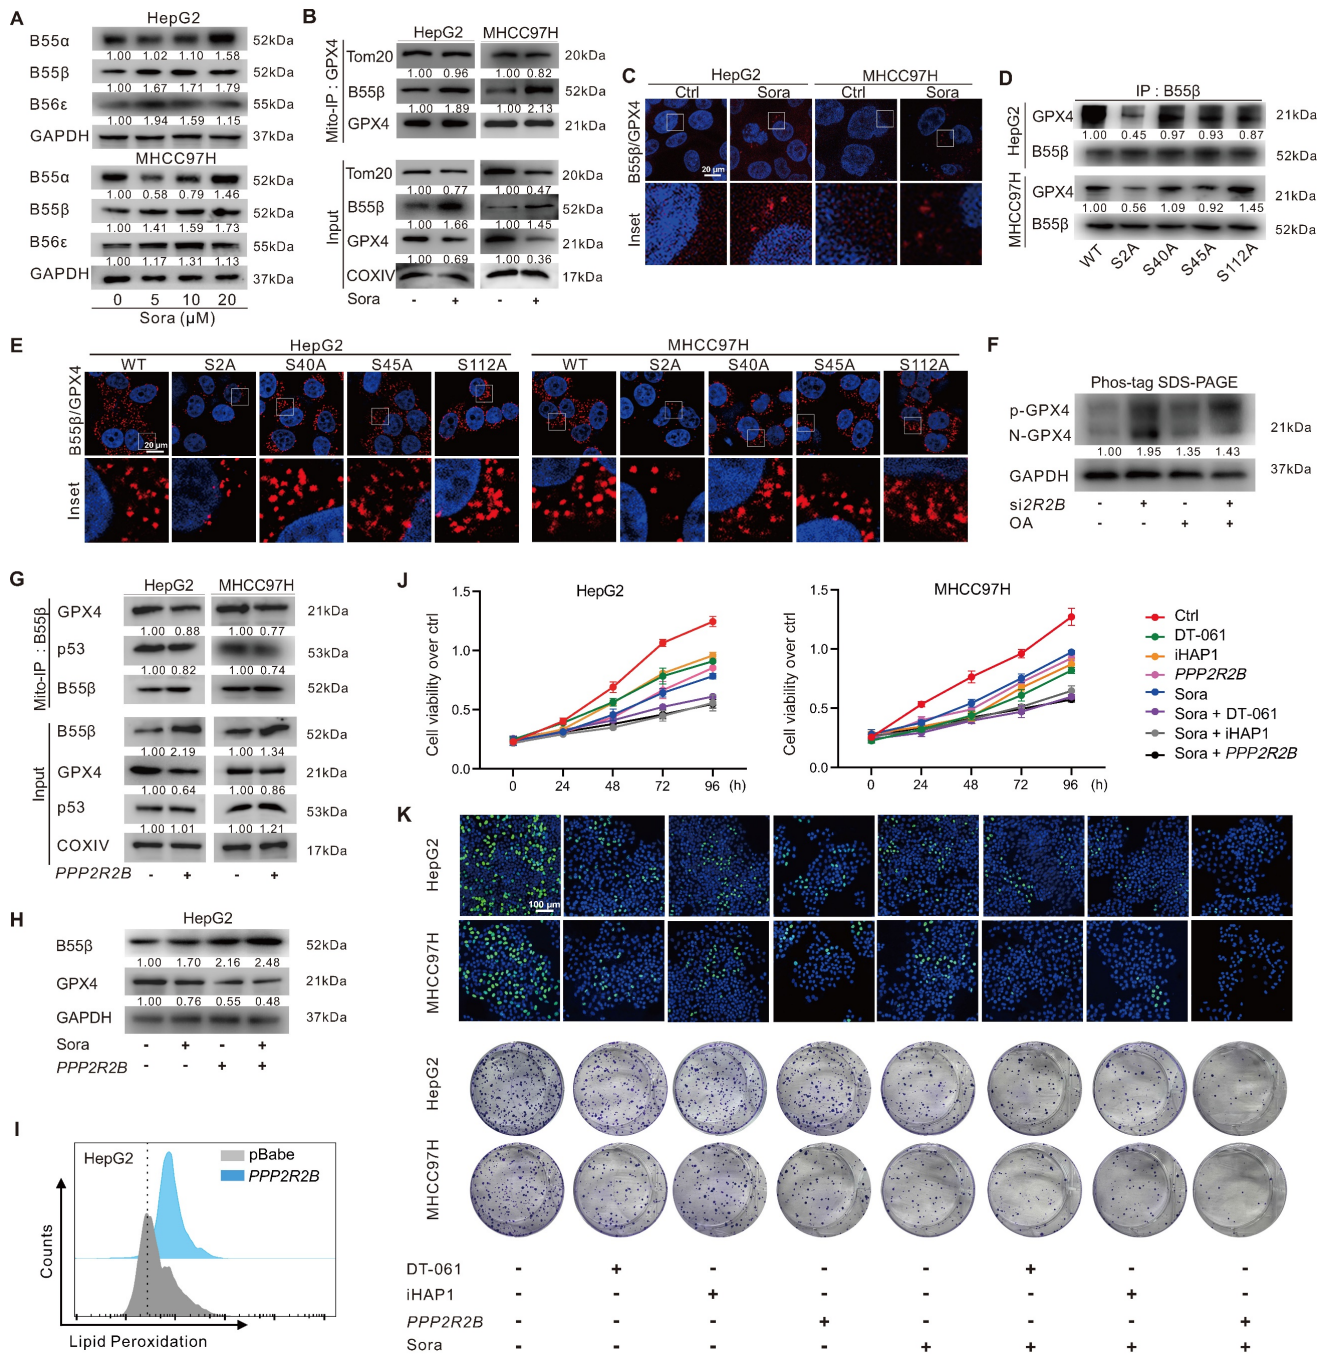 A
HepG2
B55α 52kDa
1.00 1.02 1.10 1.58
B55β 52kDa
1.00 1.67 1.71 1.79
B56ε 55kDa
1.00 1.94 1.59 1.15
GAPDH 37kDa
MHCC97H
B55α 52kDa
1.00 0.58 0.79 1.46
B55β 52kDa
1.00 1.41 1.59 1.73
B56ε 55kDa
1.00 1.17 1.31 1.13
GAPDH 37kDa
0 5 10 20
Sora (μM)
B
HepG2 MHCC97H
Mito-IP : GPX4
Tom20 20kDa
1.00 0.96 1.00 0.82
B55β 52kDa
1.00 1.89 1.00 2.13
GPX4 21kDa
Input
Tom20 20kDa
1.00 0.77 1.00 0.47
B55β 52kDa
1.00 1.66 1.00 1.45
GPX4 21kDa
1.00 0.69 1.00 0.36
COXIV 17kDa
Sora - + - +
C
HepG2 MHCC97H
Ctrl Sora Ctrl Sora
B55β/GPX4
20 μm
Inset
D
IP : B55β
HepG2
GPX4 21kDa
1.00 0.45 0.97 0.93 0.87
B55β 52kDa
MHCC97H
GPX4 21kDa
1.00 0.56 1.09 0.92 1.45
B55β 52kDa
WT S2A S40A S45A S112A
E
HepG2 MHCC97H
WT S2A S40A S45A S112A WT S2A S40A S45A S112A
B55β/GPX4
20 μm
Inset
F
Phos-tag SDS-PAGE
p-GPX4
N-GPX4 21kDa
1.00 1.95 1.35 1.43
GAPDH 37kDa
si2R2B - + - +
OA - - + +
G
HepG2 MHCC97H
Mito-IP : B55β
GPX4 21kDa
1.00 0.88 1.00 0.77
p53 53kDa
1.00 0.82 1.00 0.74
B55β 52kDa
Input
B55β 52kDa
1.00 2.19 1.00 1.34
GPX4 21kDa
1.00 0.64 1.00 0.86
p53 53kDa
1.00 1.01 1.00 1.21
COXIV 17kDa
PPP2R2B - + - +
H
HepG2
B55β 52kDa
1.00 1.70 2.16 2.48
GPX4 21kDa
1.00 0.76 0.55 0.48
GAPDH 37kDa
Sora - + - +
PPP2R2B - - + +
I
HepG2
pBabe
PPP2R2B
Counts
Lipid Peroxidation
J
HepG2
Cell viability over ctrl
1.5
1.0
0.5
0.0
0 24 48 72 96 (h)
MHCC97H
Cell viability over ctrl
1.5
1.0
0.5
0.0
0 24 48 72 96 (h)
Ctrl
DT-061
iHAP1
PPP2R2B
Sora
Sora + DT-061
Sora + iHAP1
Sora + PPP2R2B
K
HepG2
100 μm
MHCC97H
HepG2
MHCC97H
DT-061 - + - - - + - -
iHAP1 - - + - - - + -
PPP2R2B - - - + - - - +
Sora - - - - + + + +